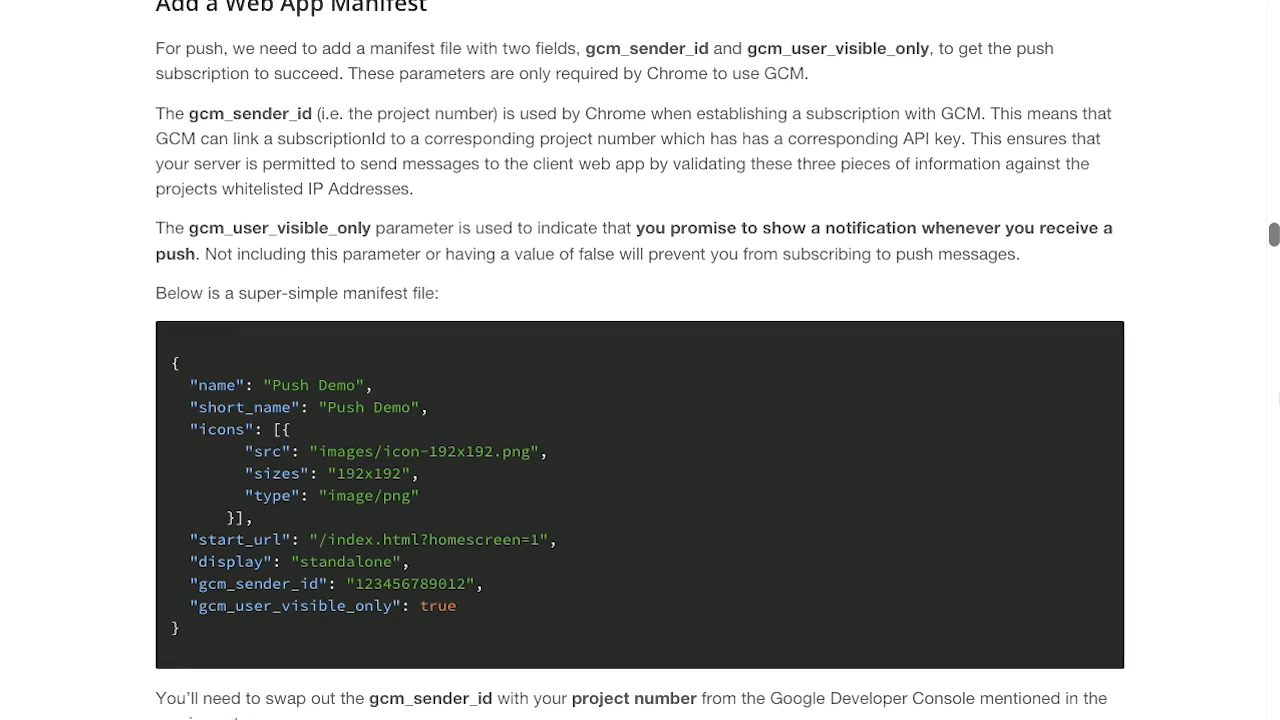 Add a Web App Manifest
For push, we need to add a manifest file with two fields, gcm_sender_id and gcm_user_visible_only, to get the push
subscription to succeed. These parameters are only required by Chrome to use GCM.
The gcm_sender_id (i.e. the project number) is used by Chrome when establishing a subscription with GCM. This means that
GCM can link a subscriptionId to a corresponding project number which has has a corresponding API key. This ensures that
your server is permitted to send messages to the client web app by validating these three pieces of information against the
projects whitelisted IP Addresses.
The gcm_user_visible_only parameter is used to indicate that you promise to show a notification whenever you receive a
push. Not including this parameter or having a value of false will prevent you from subscribing to push messages.
Below is a super-simple manifest file:
{
  "name": "Push Demo",
  "short_name": "Push Demo",
  "icons": [{
        "src": "images/icon-192x192.png",
        "sizes": "192x192",
        "type": "image/png"
      }],
  "start_url": "/index.html?homescreen=1",
  "display": "standalone",
  "gcm_sender_id": "123456789012",
  "gcm_user_visible_only": true
}
You’ll need to swap out the gcm_sender_id with your project number from the Google Developer Console mentioned in the